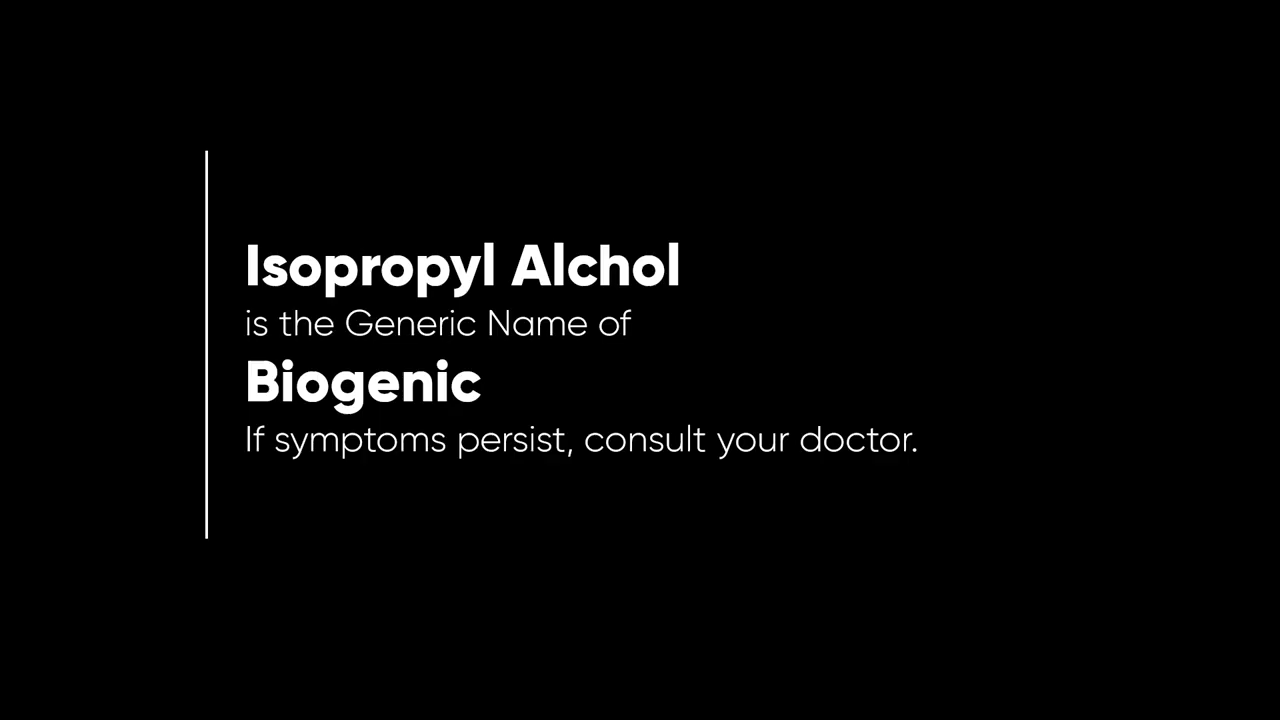 Isopropyl Alchol
is the Generic Name of
Biogenic
If symptoms persist, consult your doctor.